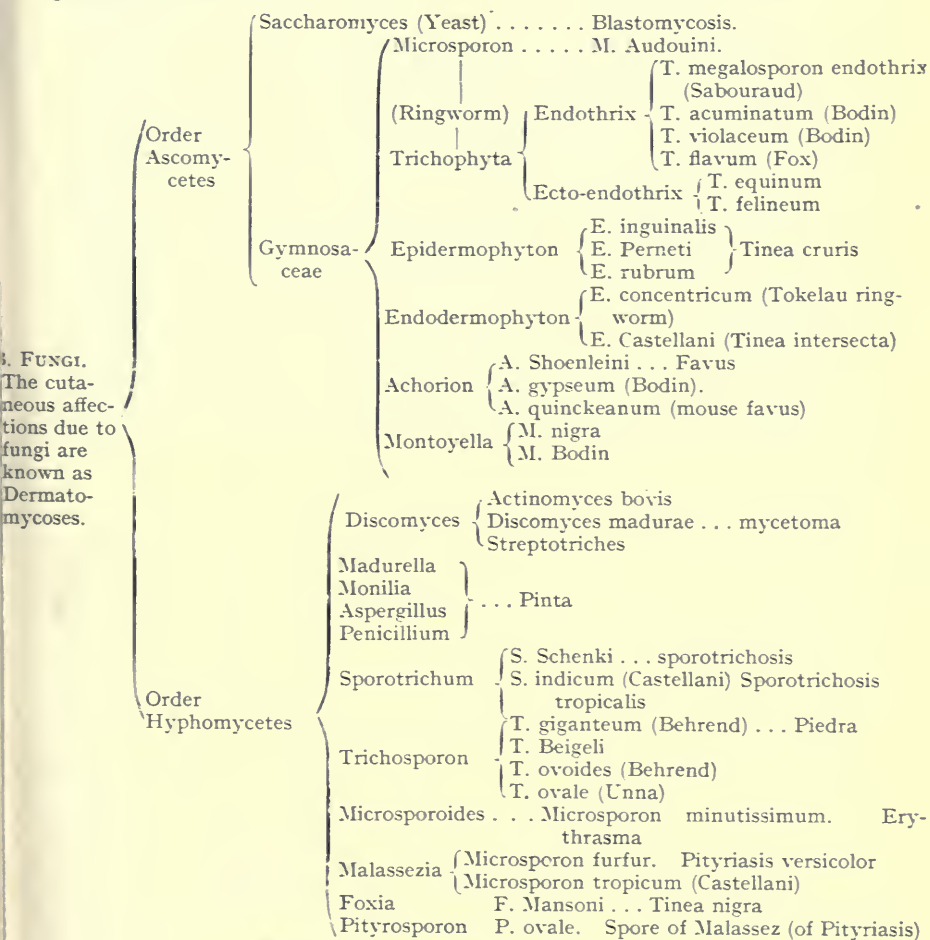 Saccharomyces (Yeast) . . . . . . . Blastomycosis.
Microsporon . . . . . M. Audouini.
(Ringworm)
Trichophyta
Endothrix
T. megalosporon endothrix
(Sabouraud)
T. acuminatum (Bodin)
T. violaceum (Bodin)
T. flavum (Fox)
Ecto-endothrix
T. equinum
T. felineum
Order
Ascomy-
cetes
Gymnosa-
ceae
Epidermophyton
E. inguinalis
E. Perneti
E. rubrum
Tinea cruris
Endodermophyton
E. concentricum (Tokelau ring-
worm)
E. Castellani (Tinea intersecta)
Achorion
A. Shoenleini . . . Favus
A. gypseum (Bodin).
A. quinckeanum (mouse favus)
Montoyella
M. nigra
M. Bodin
. FUNGI.
The cuta-
neous affec-
tions due to
fungi are
known as
Dermato-
mycoses.
Order
Hyphomycetes
Discomyces
Actinomyces bovis
Discomyces madurae . . . mycetoma
Streptotriches
Madurella
Monilia
Aspergillus
Penicillium
. . . Pinta
Sporotrichum
S. Schenki . . . sporotrichosis
S. indicum (Castellani) Sporotrichosis
tropicalis
Trichosporon
T. giganteum (Behrend) . . . Piedra
T. Beigeli
T. ovoides (Behrend)
T. ovale (Unna)
Microsporoides . . . Microsporon minutissimum. Ery-
thrasma
Malassezia
Microsporon furfur. Pityriasis versicolor
Microsporon tropicum (Castellani)
Foxia F. Mansoni . . . Tinea nigra
Pityrosporon P. ovale. Spore of Malassez (of Pityriasis)